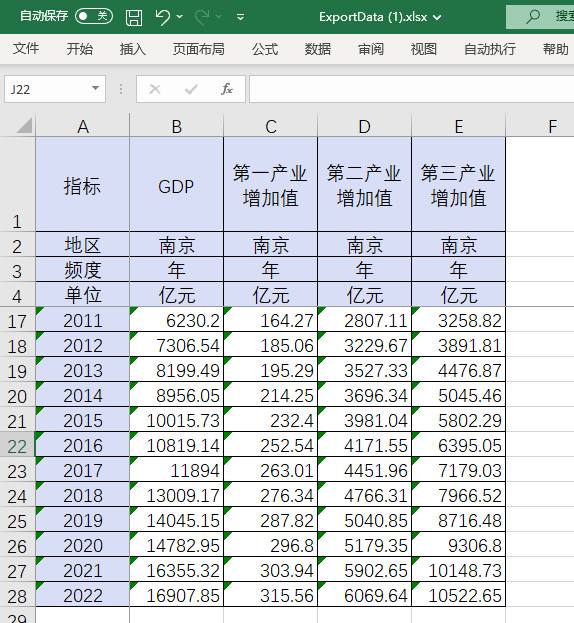 自动保存 关 ExportData (1).xlsx 搜索
文件 开始 插入 页面布局 公式 数据 审阅 视图 自动执行 帮助
J22 fx
A B C D E F
1 指标 GDP 第一产业增加值 第二产业增加值 第三产业增加值
2 地区 南京 南京 南京 南京
3 频度 年 年 年 年
4 单位 亿元 亿元 亿元 亿元
17 2011 6230.2 164.27 2807.11 3258.82
18 2012 7306.54 185.06 3229.67 3891.81
19 2013 8199.49 195.29 3527.33 4476.87
20 2014 8956.05 214.25 3696.34 5045.46
21 2015 10015.73 232.4 3981.04 5802.29
22 2016 10819.14 252.54 4171.55 6395.05
23 2017 11894 263.01 4451.96 7179.03
24 2018 13009.17 276.34 4766.31 7966.52
25 2019 14045.15 287.82 5040.85 8716.48
26 2020 14782.95 296.8 5179.35 9306.8
27 2021 16355.32 303.94 5902.65 10148.73
28 2022 16907.85 315.56 6069.64 10522.65
29